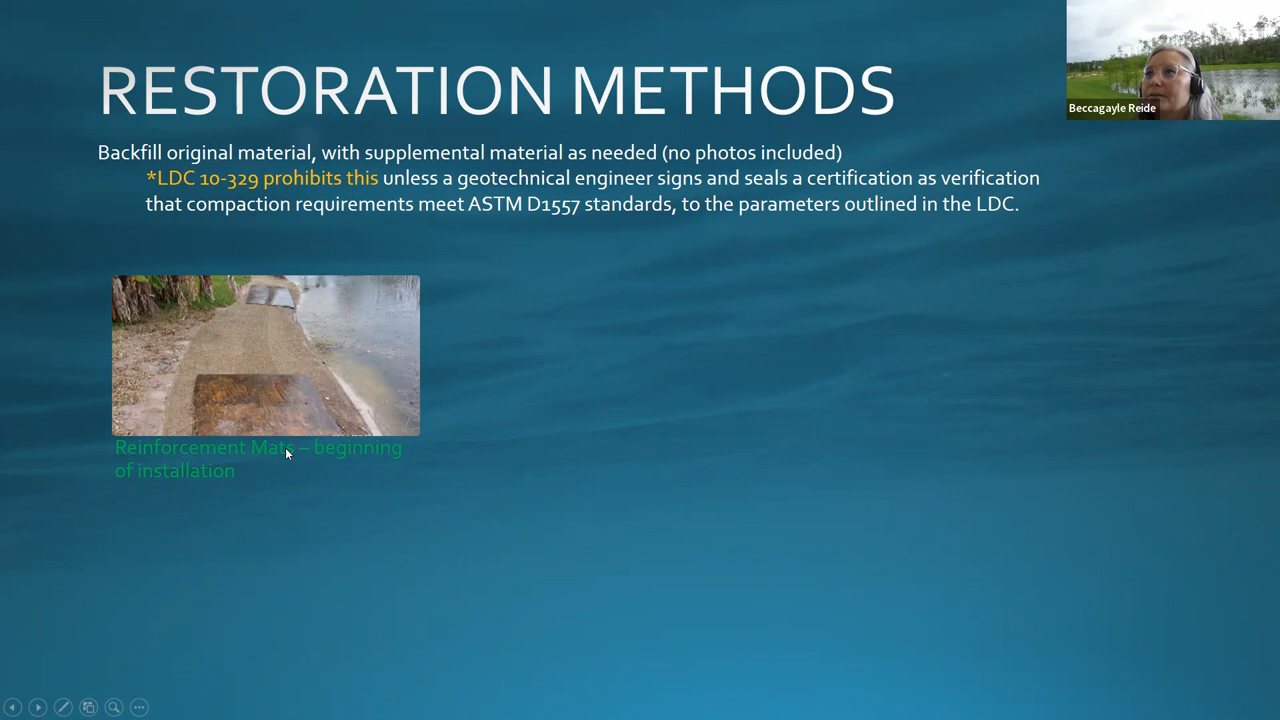 RESTORATION METHODS
Beccagayle Reide
Backfill original material, with supplemental material as needed (no photos included)
*LDC 10-329 prohibits this unless a geotechnical engineer signs and seals a certification as verification
that compaction requirements meet ASTM D1557 standards, to the parameters outlined in the LDC.
Reinforcement Mats – beginning
of installation